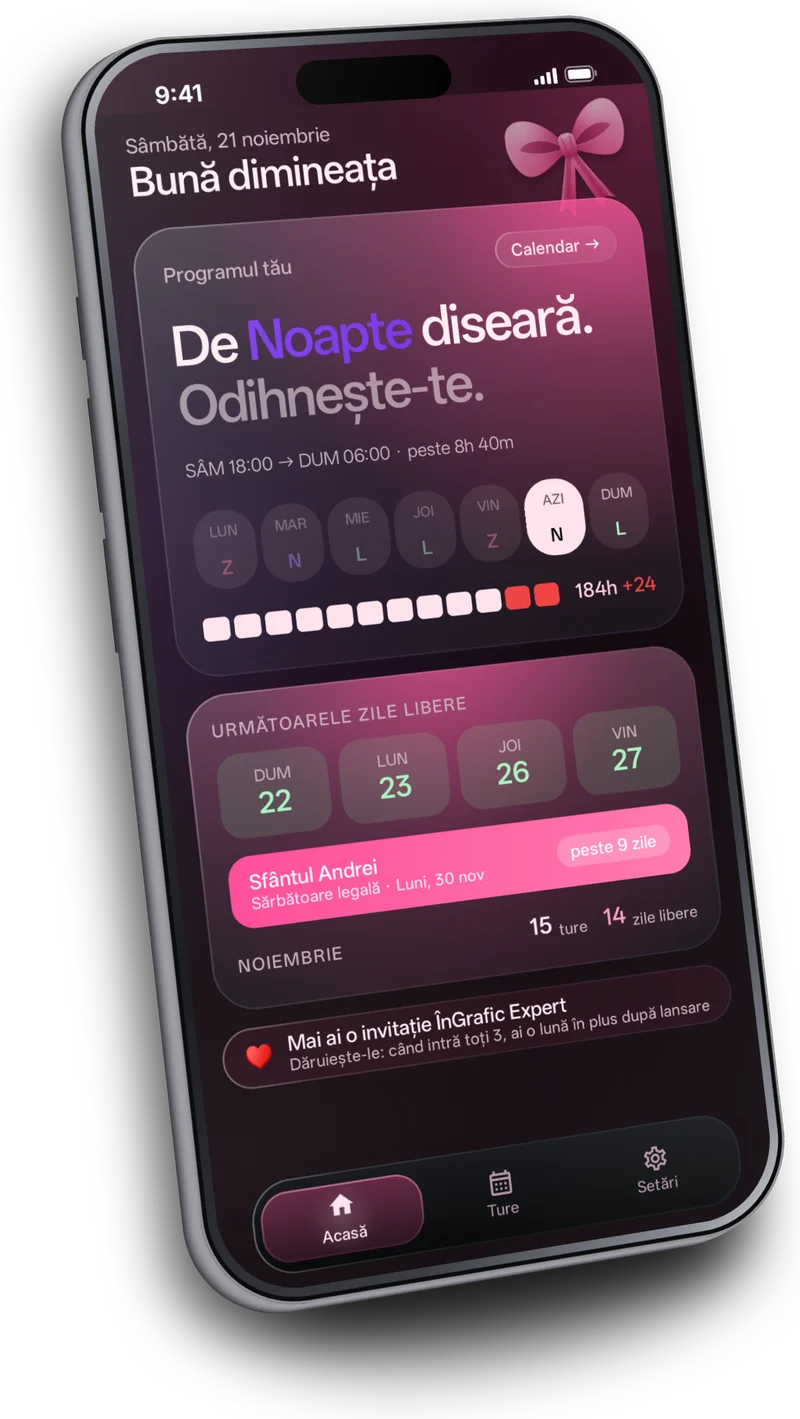 9:41
Sâmbătă, 21 noiembrie
Bună dimineața
Programul tău
Calendar →
De Noapte diseară.
Odihnește-te.
SÂM 18:00 → DUM 06:00 · peste 8h 40m
LUN MAR MIE JOI VIN AZI DUM
Z N L L Z N L
184h +24
URMĂTOARELE ZILE LIBERE
DUM LUN JOI VIN
22 23 26 27
Sfântul Andrei
Sărbătoare legală · Luni, 30 nov
peste 9 zile
NOIEMBRIE
15 ture 14 zile libere
Mai ai o invitație ÎnGrafic Expert
Dăruiește-le: când intră toți 3, ai o lună în plus după lansare
Acasă
Ture
Setări